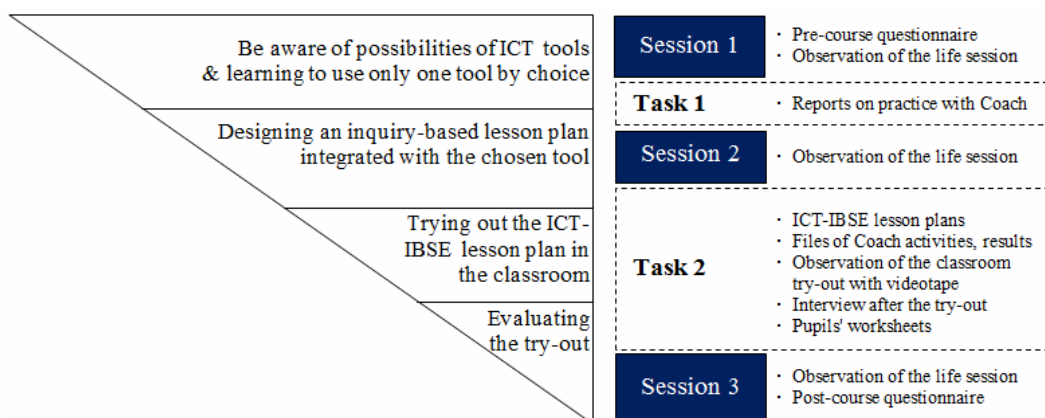 Be aware of possibilities of ICT tools
& learning to use only one tool by choice
Designing an inquiry-based lesson plan
integrated with the chosen tool
Trying out the ICT-
IBSE lesson plan in
the classroom
Evaluating
the try-out
Session 1
· Pre-course questionnaire
· Observation of the life session
Task 1
· Reports on practice with Coach
Session 2
· Observation of the life session
Task 2
· ICT-IBSE lesson plans
· Files of Coach activities, results
· Observation of the classroom
try-out with videotape
· Interview after the try-out
· Pupils' worksheets
Session 3
· Observation of the life session
· Post-course questionnaire